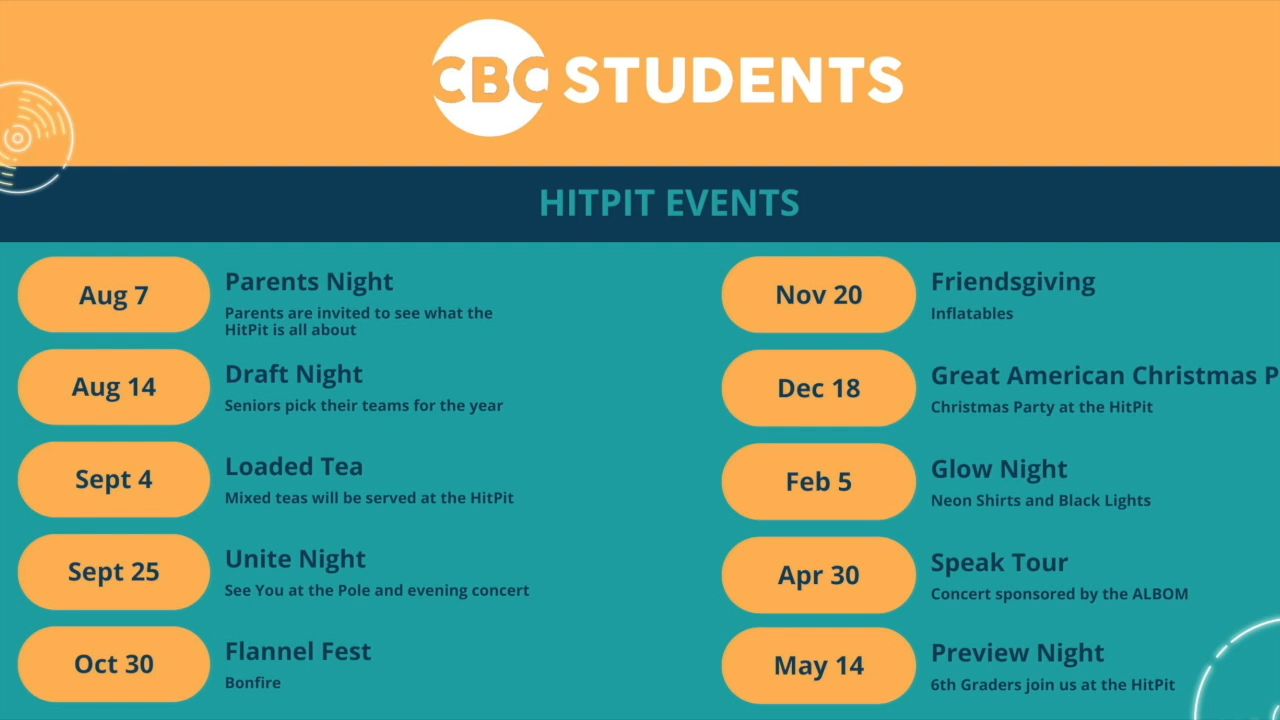 CBC STUDENTS
HITPIT EVENTS
Aug 7
Parents Night
Parents are invited to see what the
HitPit is all about
Aug 14
Draft Night
Seniors pick their teams for the year
Sept 4
Loaded Tea
Mixed teas will be served at the HitPit
Sept 25
Unite Night
See You at the Pole and evening concert
Oct 30
Flannel Fest
Bonfire
Nov 20
Friendsgiving
Inflatables
Dec 18
Great American Christmas P
Christmas Party at the HitPit
Feb 5
Glow Night
Neon Shirts and Black Lights
Apr 30
Speak Tour
Concert sponsored by the ALBOM
May 14
Preview Night
6th Graders join us at the HitPit